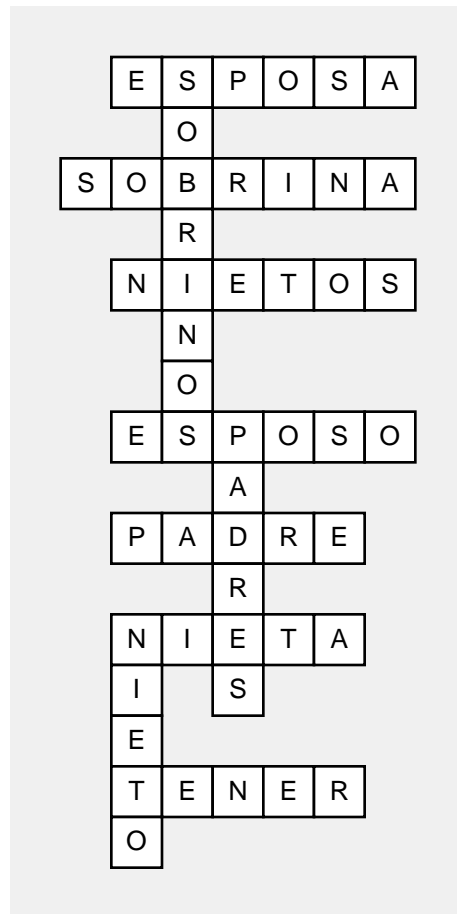 ESPOSA
O
SOBRINA
R
NIETOS
N
O
ESPOSO
A
PADRE
R
NIETA
I S
E
TENER
O